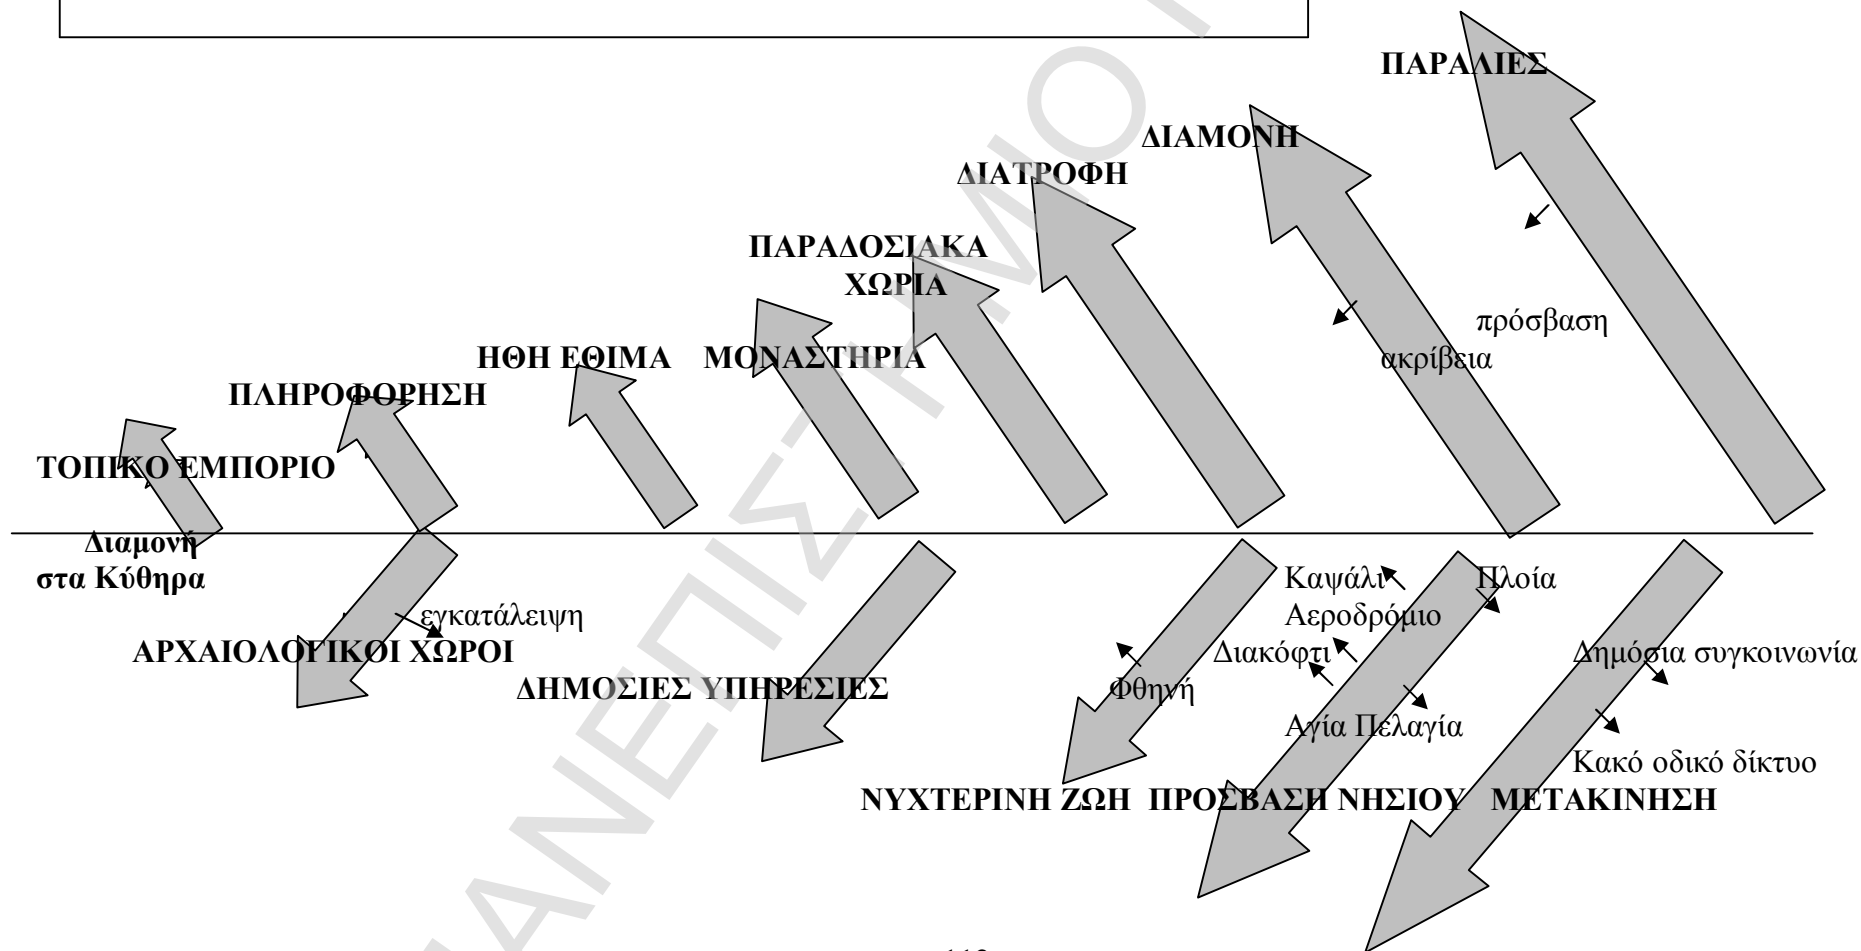 ΠΑΡΑΛΙΕΣ
ΔΙΑΜΟΝΗ
ΔΙΑΤΡΟΦΗ
ΠΑΡΑΔΟΣΙΑΚΑ
ΧΩΡΙΑ
πρόσβαση
ΗΘΗ ΕΘΙΜΑ ΜΟΝΑΣΤΗΡΙΑ ακρίβεια
ΠΛΗΡΟΦΟΡΗΣΗ
ΤΟΠΙΚΟ ΕΜΠΟΡΙΟ
Διαμονή
στα Κύθηρα Καψάλι Πλοία
εγκατάλειψη Αεροδρόμιο
ΑΡΧΑΙΟΛΟΓΙΚΟΙ ΧΩΡΟΙ Διακόφτι Δημόσια συγκοινωνία
ΔΗΜΟΣΙΕΣ ΥΠΗΡΕΣΙΕΣ Φθηνή
Αγία Πελαγία
Κακό οδικό δίκτυο
ΝΥΧΤΕΡΙΝΗ ΖΩΗ ΠΡΟΣΒΑΣΗ ΝΗΣΙΟΥ ΜΕΤΑΚΙΝΗΣΗ